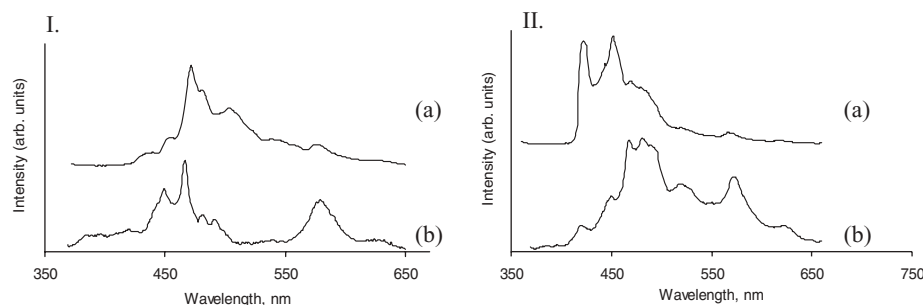 I.
Intensity (arb. units)
(a)
(b)
350 450 550 650
Wavelength, nm
II.
Intensity (arb. units)
(a)
(b)
350 450 550 650 750
Wavelength, nm